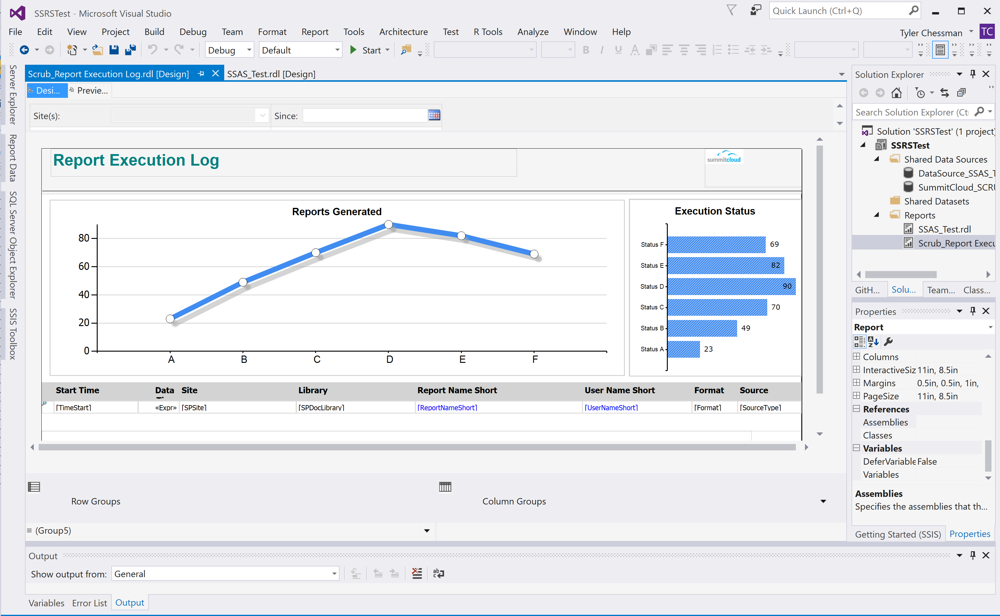 SSRSTest - Microsoft Visual Studio
Quick Launch (Ctrl+Q)
File Edit View Project Build Debug Team Format Report Tools Architecture Test R Tools Analyze Window Help
Tyler Chessman TC
Debug Default Start
Server Explorer
Report Data
SQL Server Object Explorer
SSIS Toolbox
Scrub_Report Execution Log.rdl [Design] SSAS_Test.rdl [Design]
Desi... Previe...
Site(s): Since:
Report Execution Log
summitcloud
Reports Generated
80
60
40
20
0
A B C D E F
Execution Status
Status F 69
Status E 82
Status D 90
Status C 70
Status B 49
Status A 23
Start Time Data Site Library Report Name Short User Name Short Format Source
[TimeStart] «Expr» [SPSite] [SPDocLibrary] [ReportNameShort] [UserNameShort] [Format] [SourceType]
Row Groups Column Groups
(Group5)
Output
Show output from: General
Variables Error List Output
Solution Explorer
Search Solution Explorer (Ct
Solution 'SSRSTest' (1 project)
SSRSTest
Shared Data Sources
DataSource_SSAS_T
SummitCloud_SCRU
Shared Datasets
Reports
SSAS_Test.rdl
Scrub_Report Execu
GitH... Solu... Team... Class...
Properties
Report
Columns
InteractiveSiz 11in, 8.5in
Margins 0.5in, 0.5in, 1in,
PageSize 11in, 8.5in
References
Assemblies
Classes
Variables
DeferVariable False
Variables
Assemblies
Specifies the assemblies that th...
Getting Started (SSIS) Properties